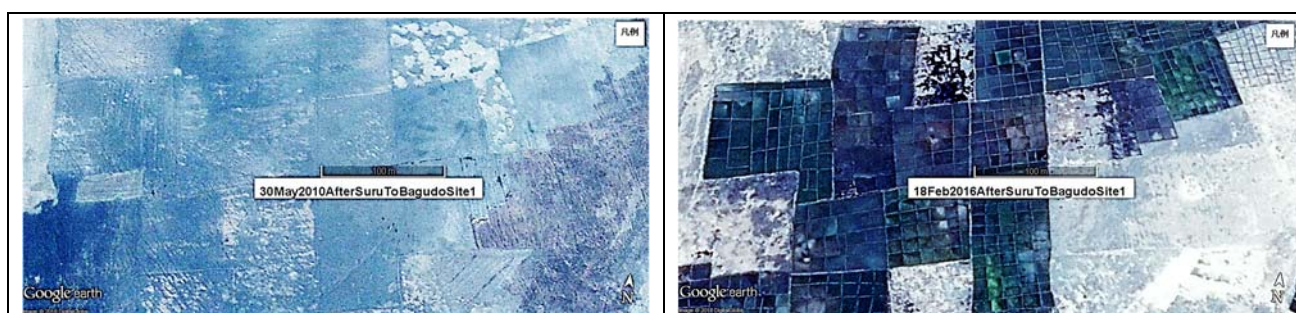 凡例
100 m
30May2010AfterSuruToBagudoSite1
Google earth
N
凡例
100 m
18Feb2016AfterSuruToBagudoSite1
Google earth
N